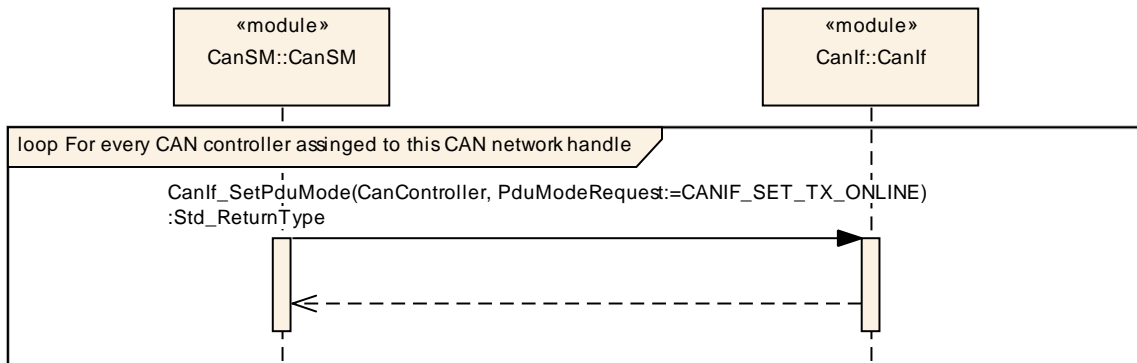 «module»
CanSM::CanSM
«module»
CanIf::CanIf
loop For every CAN controller assinged to this CAN network handle
CanIf_SetPduMode(CanController, PduModeRequest:=CANIF_SET_TX_ONLINE)
:Std_ReturnType